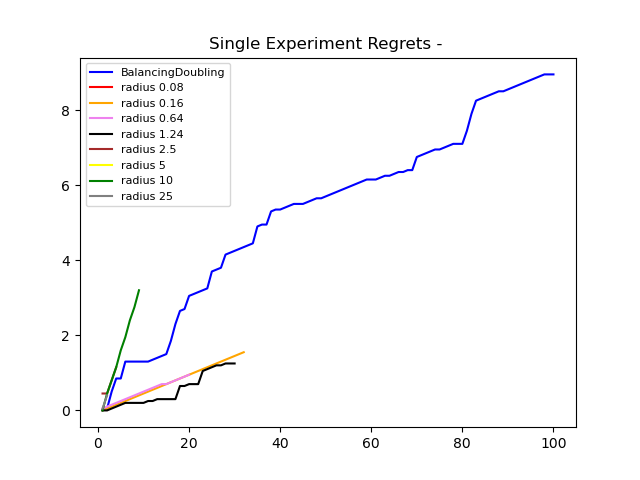 Single Experiment Regrets -
BalancingDoubling
radius 0.08
radius 0.16
radius 0.64
radius 1.24
radius 2.5
radius 5
radius 10
radius 25
8
6
4
2
0
0 20 40 60 80 100